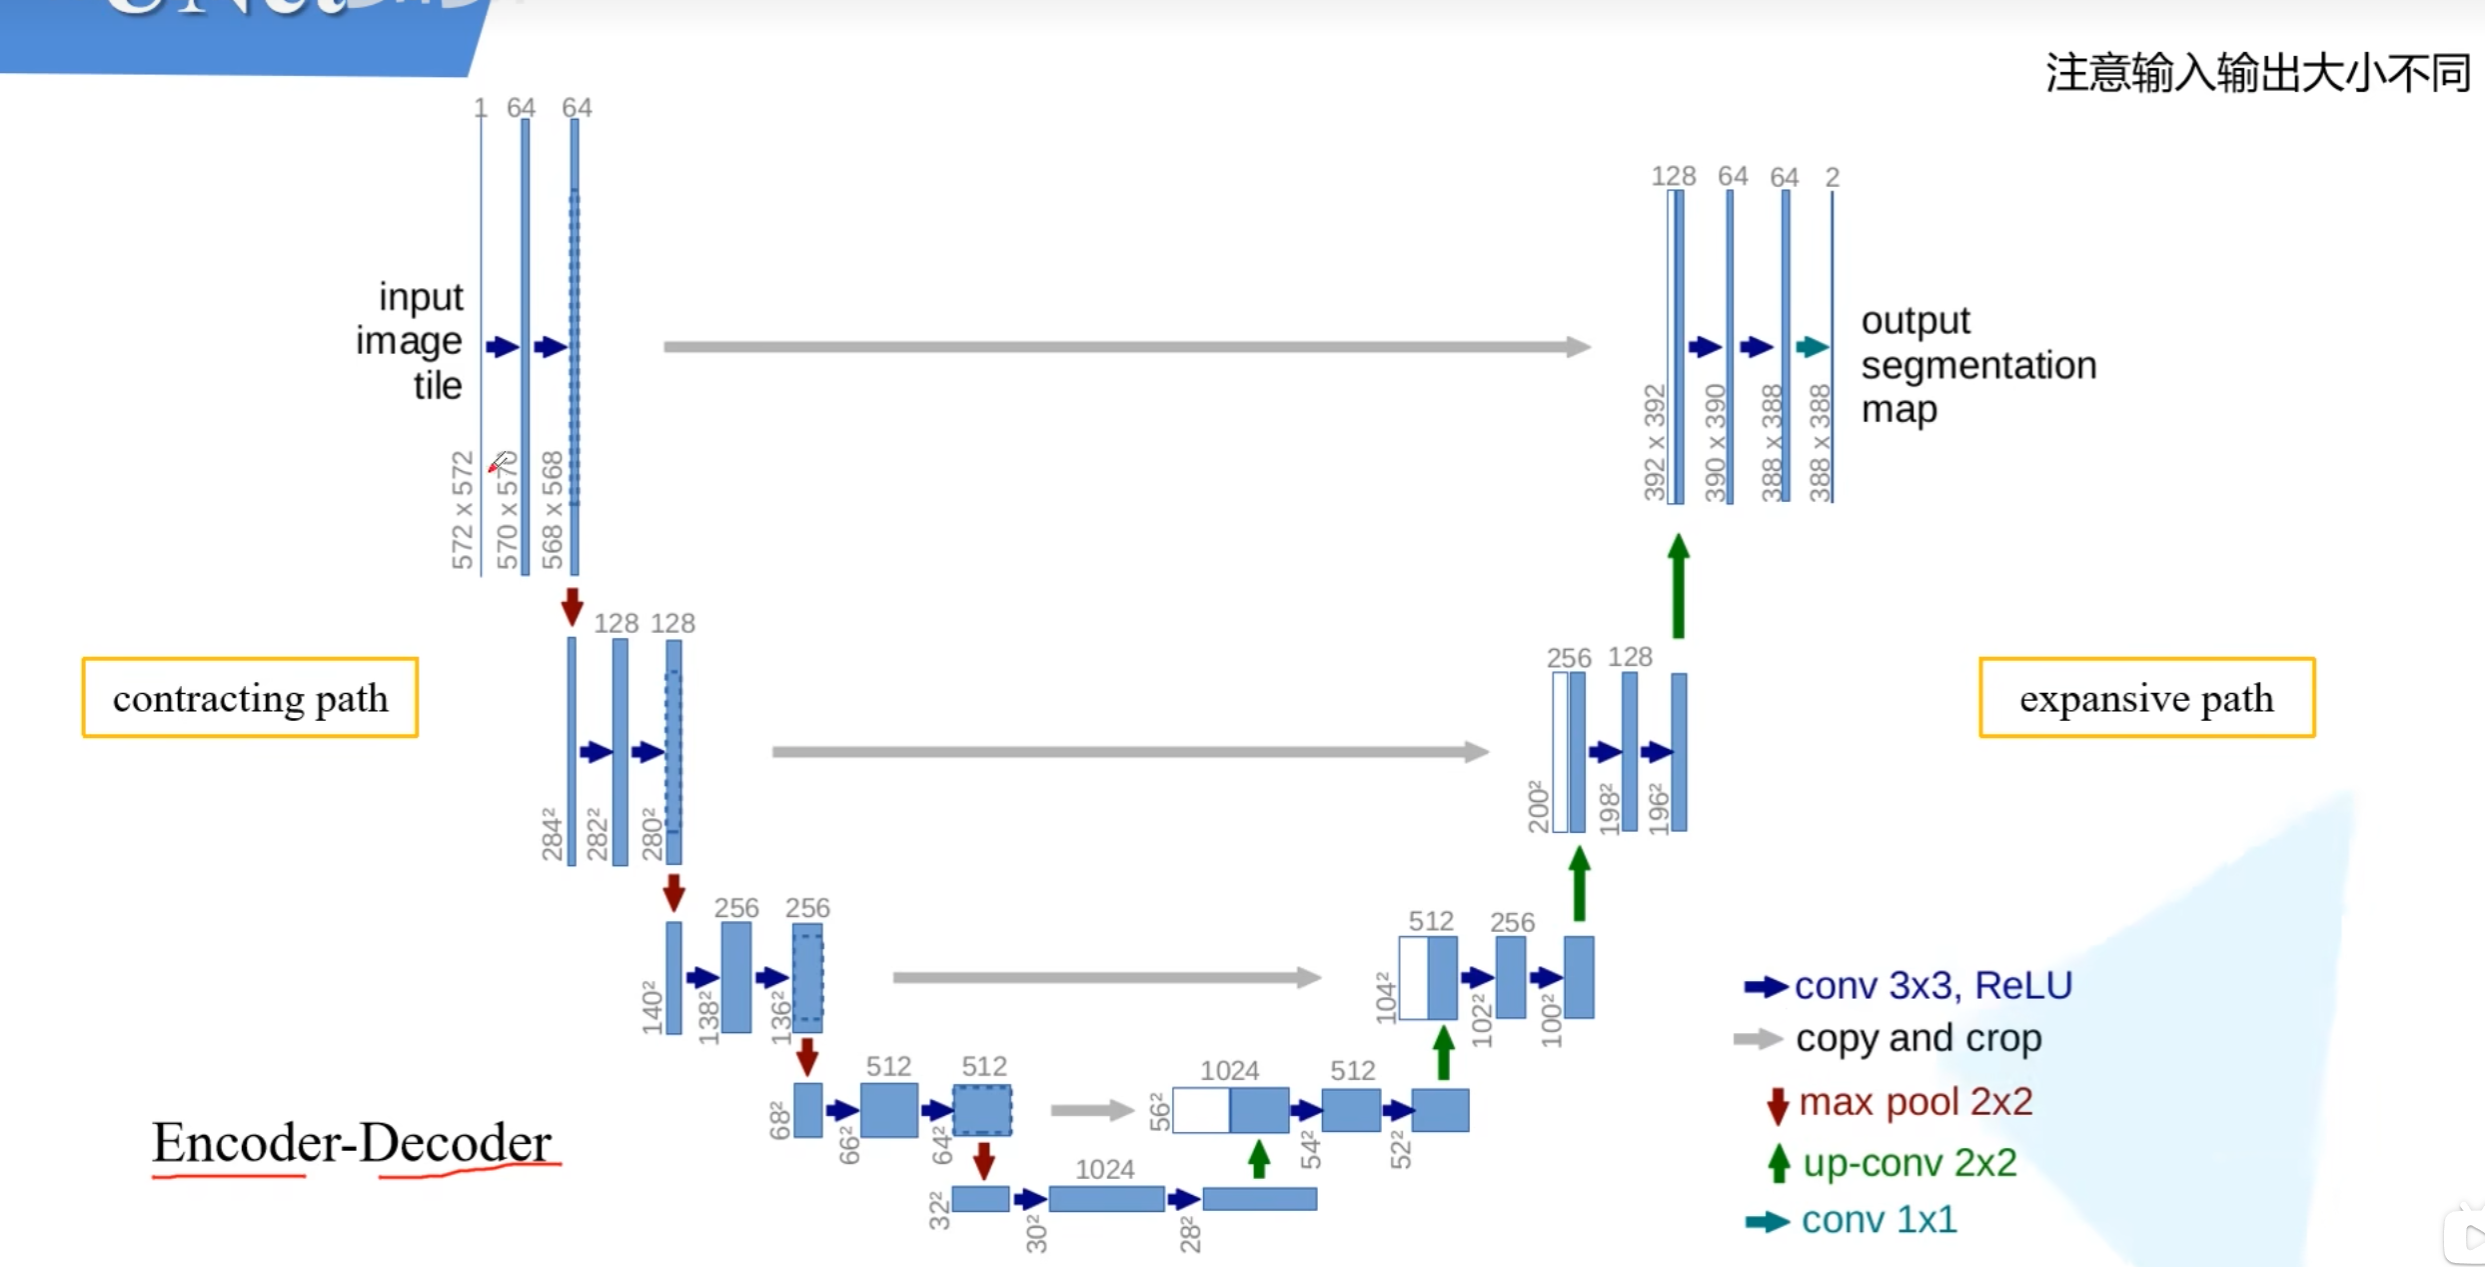 UNet
注意输入输出大小不同
1 64 64
128 64 64 2
input
image
tile
output
segmentation
map
572 x 572
570 x 570
568 x 568
392 x 392
390 x 390
388 x 388
388 x 388
128 128
256 128
contracting path
expansive path
284²
282²
280²
200²
198²
196²
256 256
512 256
140²
138²
136²
104²
102²
100²
conv 3x3, ReLU
copy and crop
max pool 2x2
up-conv 2x2
conv 1x1
512 512
1024 512
68²
66²
64²
56²
54²
52²
Encoder-Decoder
1024
32²
30²
28²